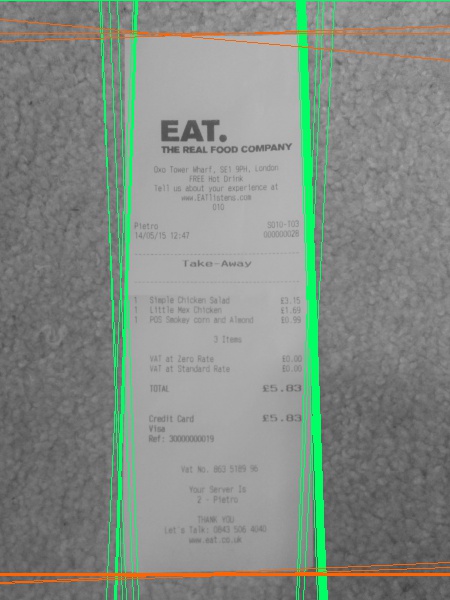 EAT.
THE REAL FOOD COMPANY
Oxo Tower Wharf, SE1 9PH, London
FREE Hot Drink
Tell us about your experience at
www.EATlistens.com
010
Pietro 5010-103
14/05/15 12:47 000000028
Take-Away
1 Simple Chicken Salad £3.15
1 Little Mex Chicken £1.69
1 POS Smokey corn and Almond £0.99
3 Items
VAT at Zero Rate £0.00
VAT at Standard Rate £0.00
TOTAL £5.83
Credit Card £5.83
Visa
Ref: 30000000019
Vat No. 863 5189 96
Your Server Is
2 - Pietro
THANK YOU
Let's Talk: 0843 506 4040
www.eat.co.uk